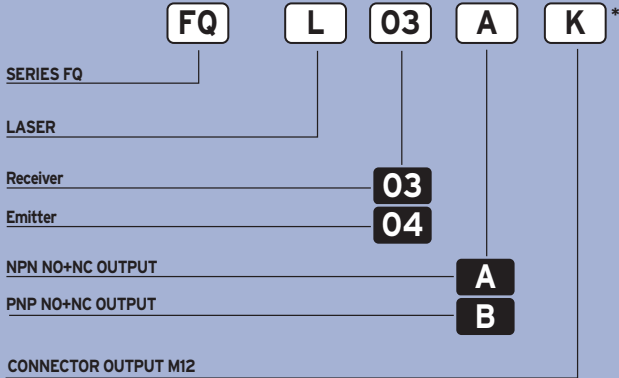 FQ L 03 A K *
SERIES FQ
LASER
Receiver 03
Emitter 04
NPN NO+NC OUTPUT A
PNP NO+NC OUTPUT B
CONNECTOR OUTPUT M12